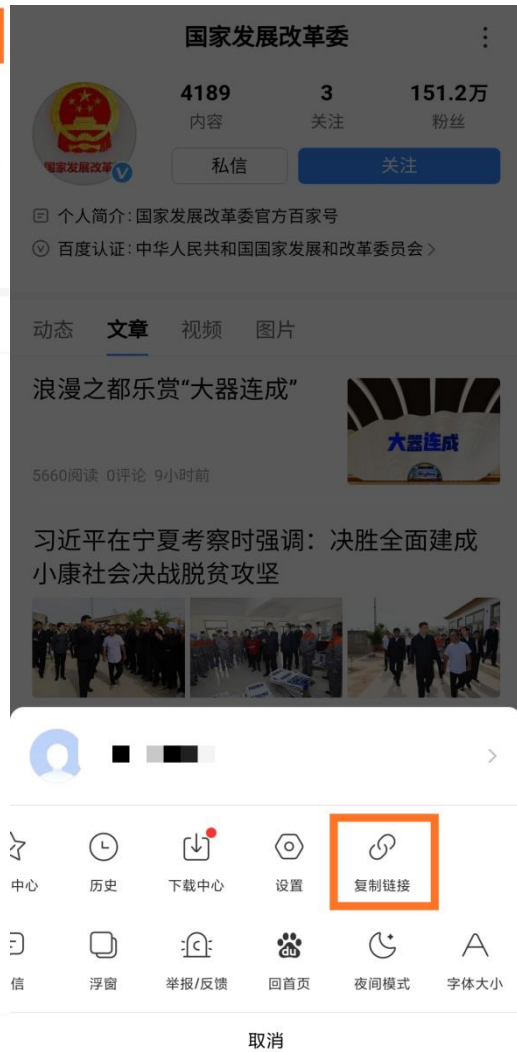 国家发展改革委
4189 3 151.2万
内容 关注 粉丝
国家发展改革
私信 关注
个人简介:国家发展改革委官方百家号
百度认证:中华人民共和国国家发展和改革委员会
动态 文章 视频 图片
浪漫之都乐赏“大器连成”
大器连成
5660阅读 0评论 9小时前
习近平在宁夏考察时强调:决胜全面建成
小康社会决战脱贫攻坚
中心 历史 下载中心 设置 复制链接
信 浮窗 举报/反馈 回首页 夜间模式 字体大小
du
A
取消